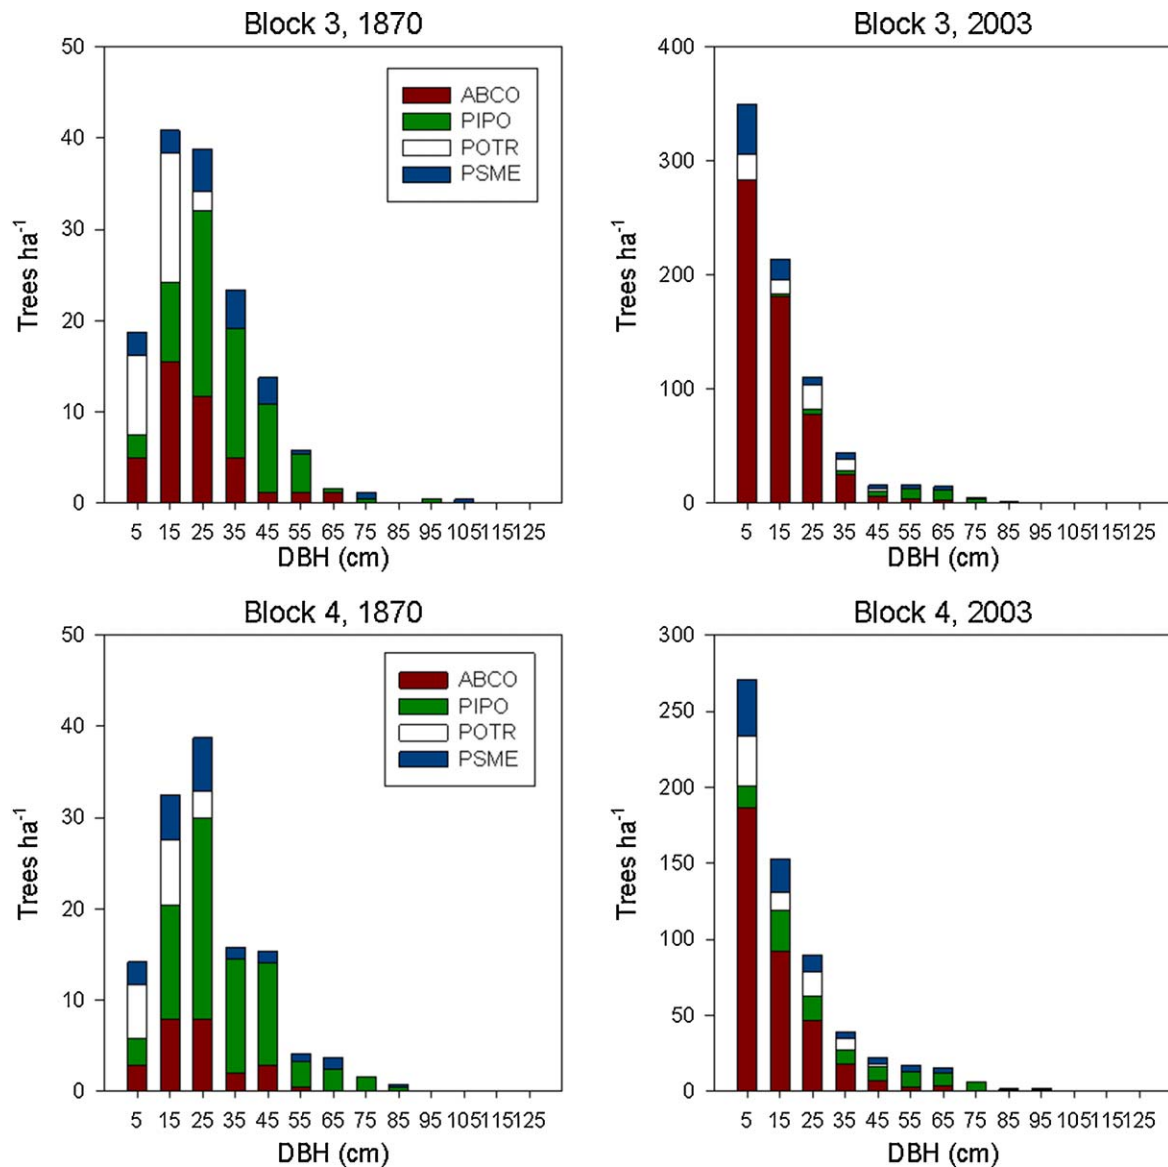 Block 3, 1870
50
40
30
20
10
0
Trees ha⁻¹
ABCO
PIPO
POTR
PSME
5 15 25 35 45 55 65 75 85 95 105115125
DBH (cm)
Block 3, 2003
400
300
200
100
0
Trees ha⁻¹
5 15 25 35 45 55 65 75 85 95 105115125
DBH (cm)
Block 4, 1870
50
40
30
20
10
0
Trees ha⁻¹
ABCO
PIPO
POTR
PSME
5 15 25 35 45 55 65 75 85 95 105115125
DBH (cm)
Block 4, 2003
300
250
200
150
100
50
0
Trees ha⁻¹
5 15 25 35 45 55 65 75 85 95 105115125
DBH (cm)